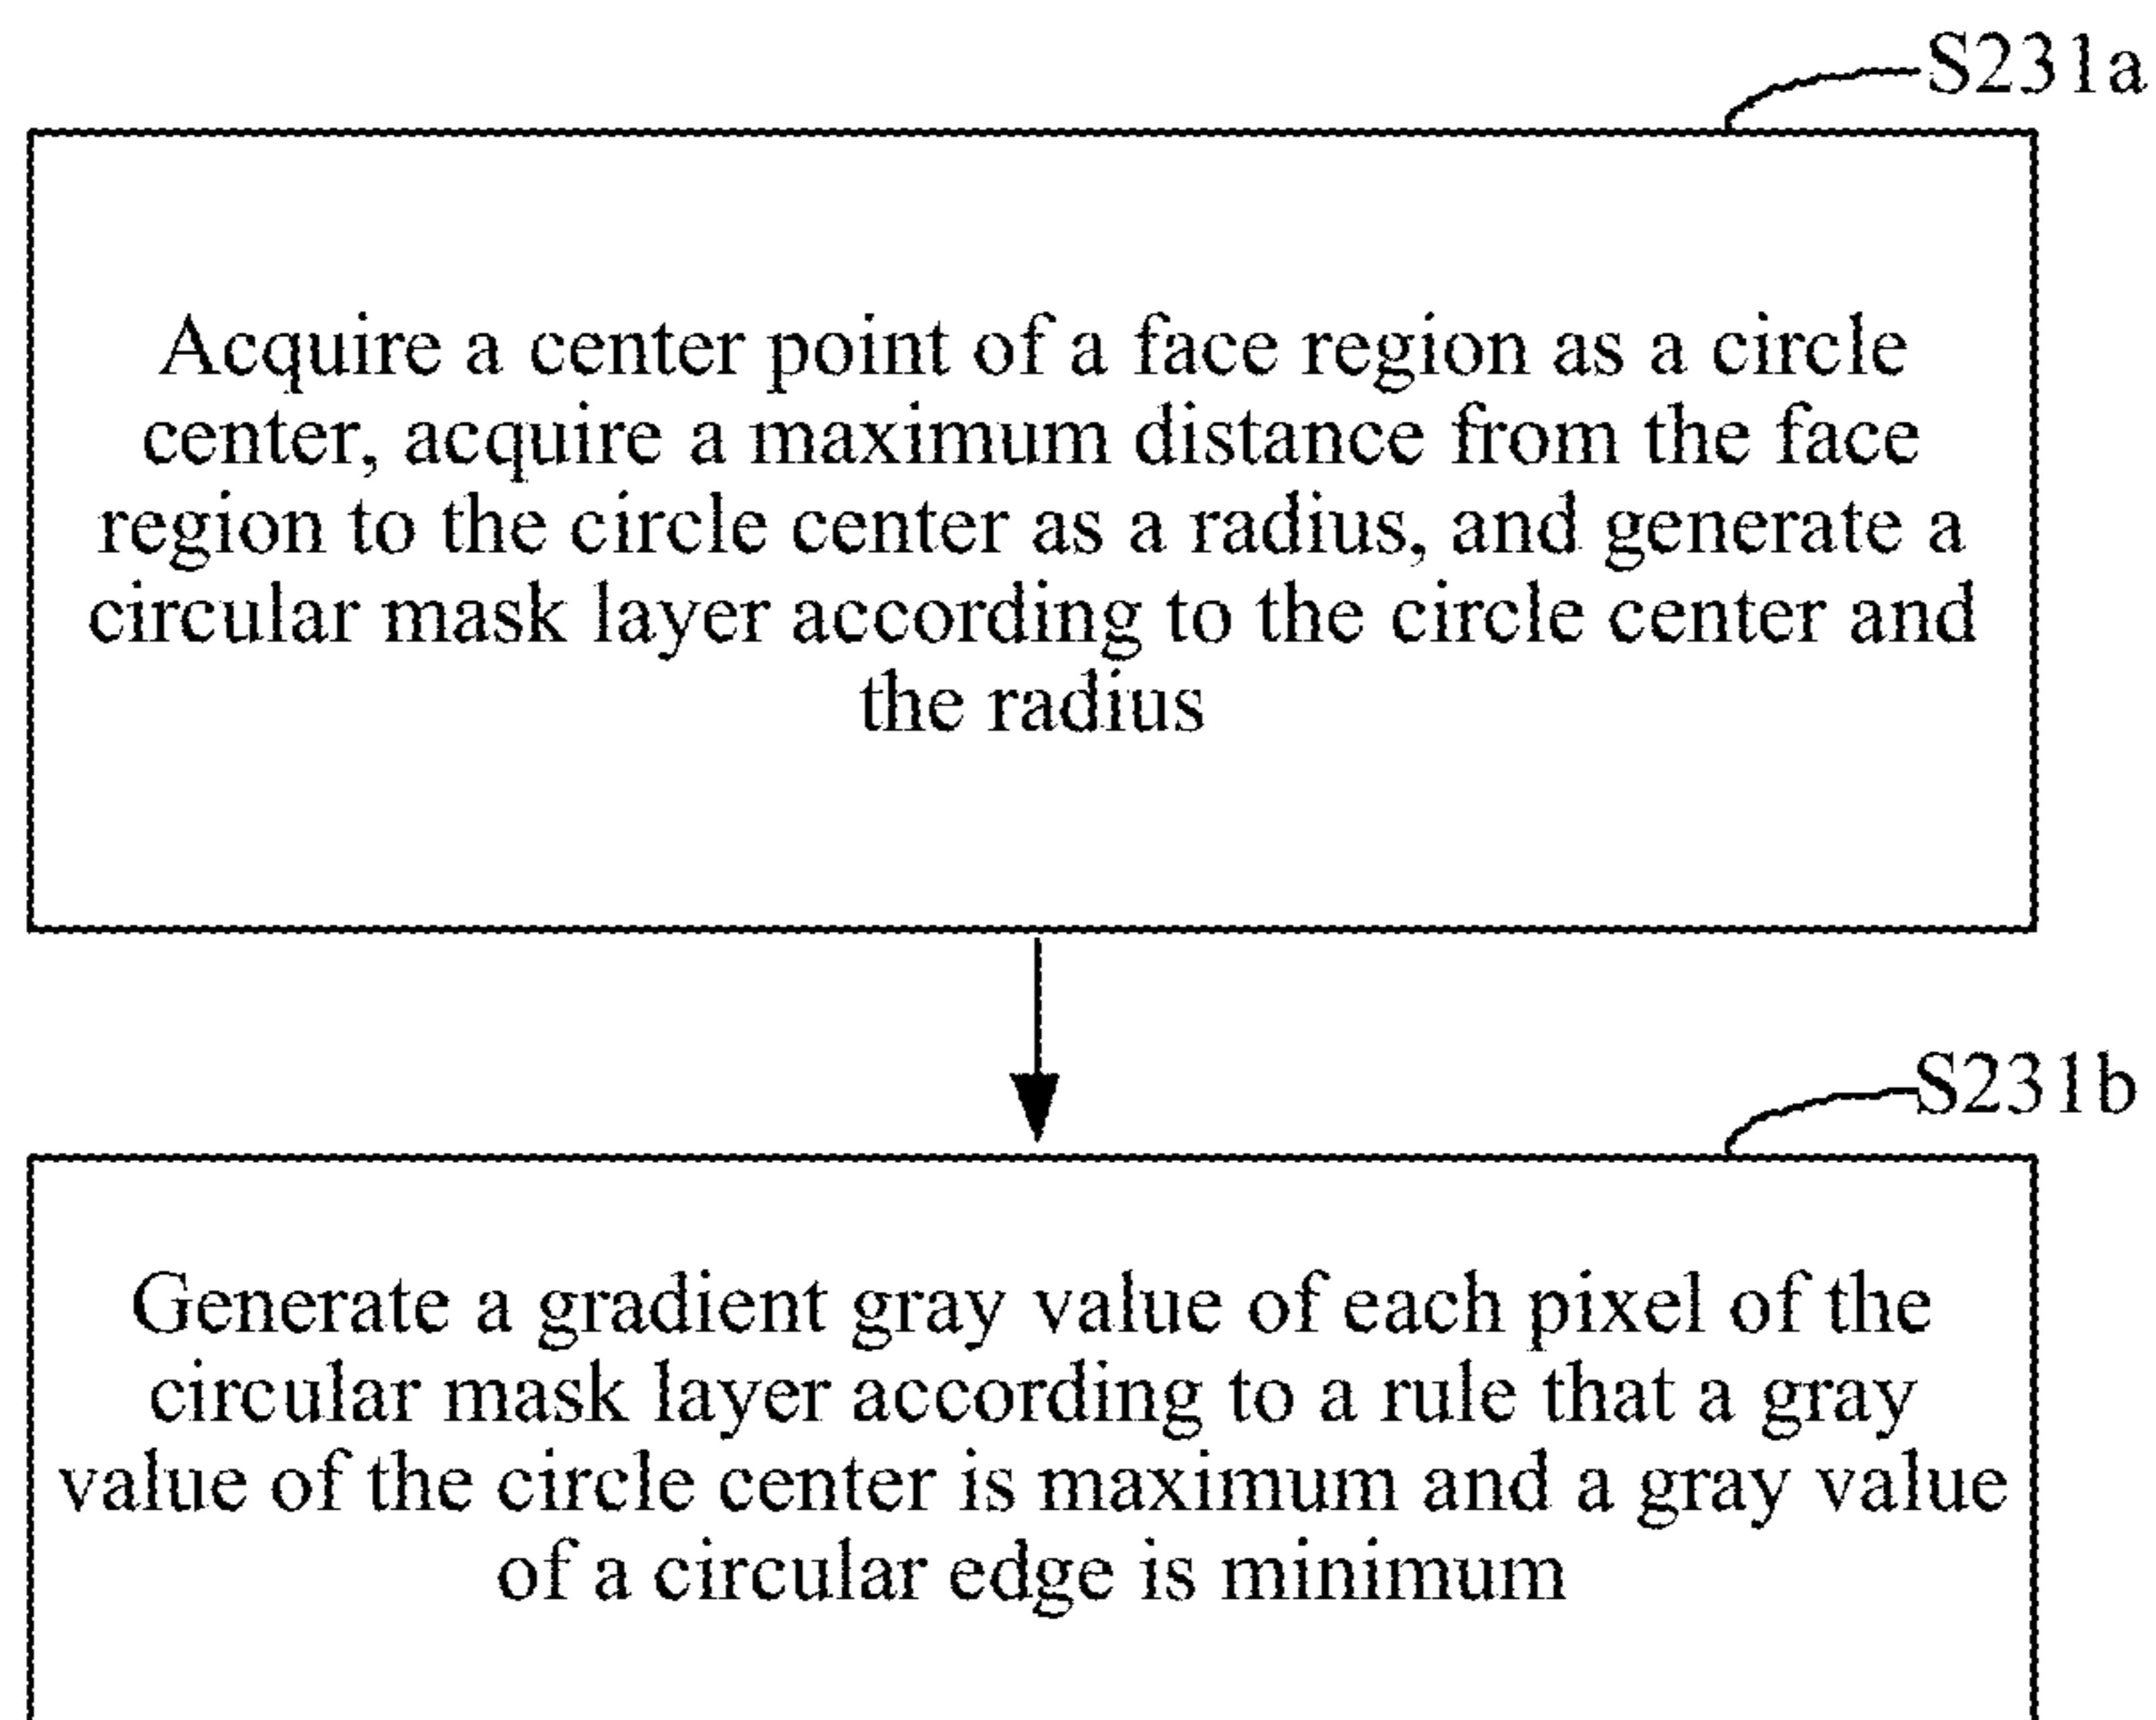 S231a
Acquire a center point of a face region as a circle
center, acquire a maximum distance from the face
region to the circle center as a radius, and generate a
circular mask layer according to the circle center and
the radius
S231b
Generate a gradient gray value of each pixel of the
circular mask layer according to a rule that a gray
value of the circle center is maximum and a gray value
of a circular edge is minimum